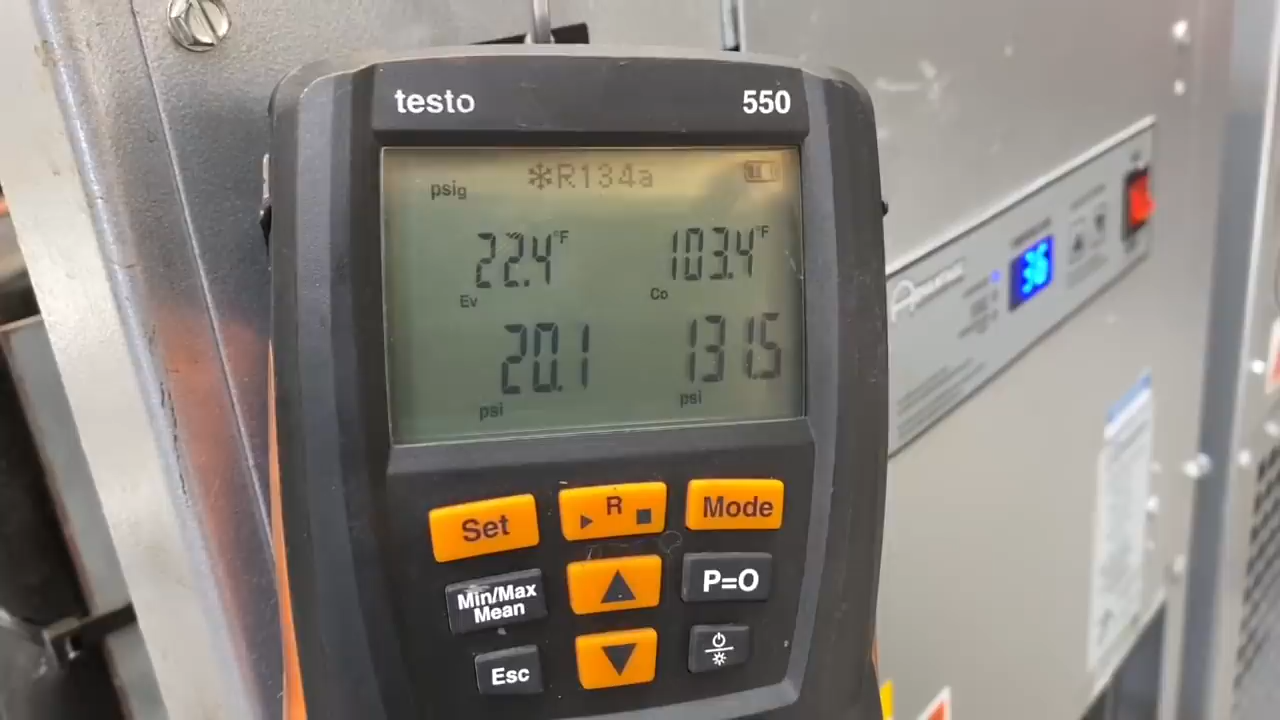 testo 550
psig ❄R134a
22.4°F 103.4°F
Ev Co
20.1 131.5
psi psi
36
Set R Mode
Min/Max
Mean
P=O
Esc